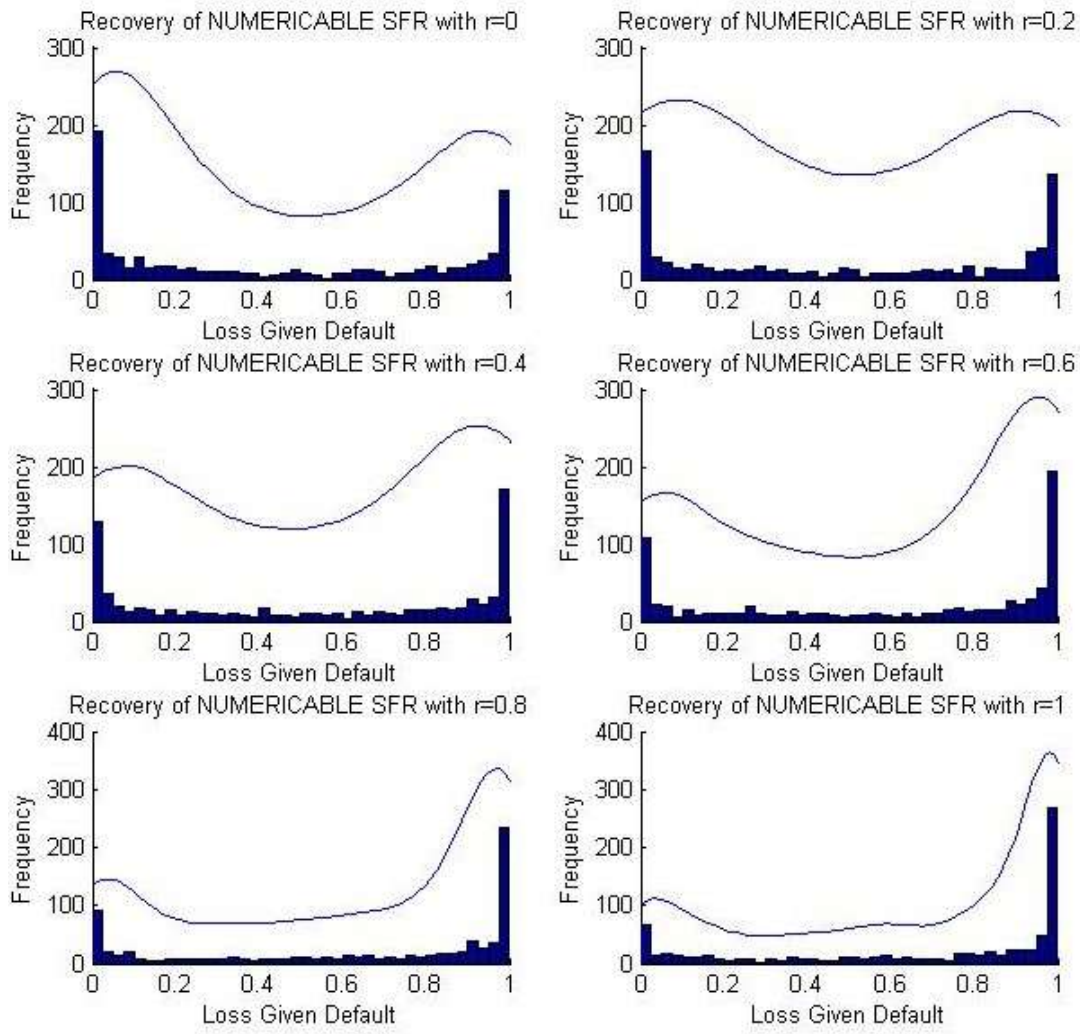 Recovery of NUMERICABLE SFR with r=0
300
200
100
0
Frequency
0 0.2 0.4 0.6 0.8 1
Loss Given Default
Recovery of NUMERICABLE SFR with r=0.2
300
200
100
0
Frequency
0 0.2 0.4 0.6 0.8 1
Loss Given Default
Recovery of NUMERICABLE SFR with r=0.4
300
200
100
0
Frequency
0 0.2 0.4 0.6 0.8 1
Loss Given Default
Recovery of NUMERICABLE SFR with r=0.6
300
200
100
0
Frequency
0 0.2 0.4 0.6 0.8 1
Loss Given Default
Recovery of NUMERICABLE SFR with r=0.8
400
300
200
100
0
Frequency
0 0.2 0.4 0.6 0.8 1
Loss Given Default
Recovery of NUMERICABLE SFR with r=1
400
300
200
100
0
Frequency
0 0.2 0.4 0.6 0.8 1
Loss Given Default